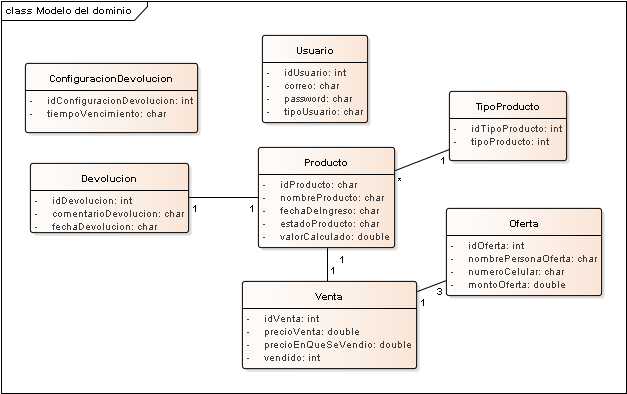 class Modelo del dominio
Usuario
- idUsuario: int
- correo: char
- password: char
- tipoUsuario: char
ConfiguracionDevolucion
- idConfiguracionDevolucion: int
- tiempoVencimiento: char
TipoProducto
- idTipoProducto: int
- tipoProducto: int
Devolucion
- idDevolucion: int
- comentarioDevolucion: char
- fechaDevolucion: char
Producto
- idProducto: char
- nombreProducto: char
- fechaDeIngreso: char
- estadoProducto: char
- valorCalculado: double
1
*
1
1
Oferta
- idOferta: int
- nombrePersonaOferta: char
- numeroCelular: char
- montoOferta: double
1
1
Venta
- idVenta: int
- precioVenta: double
- precioEnQueSeVendio: double
- vendido: int
3
1